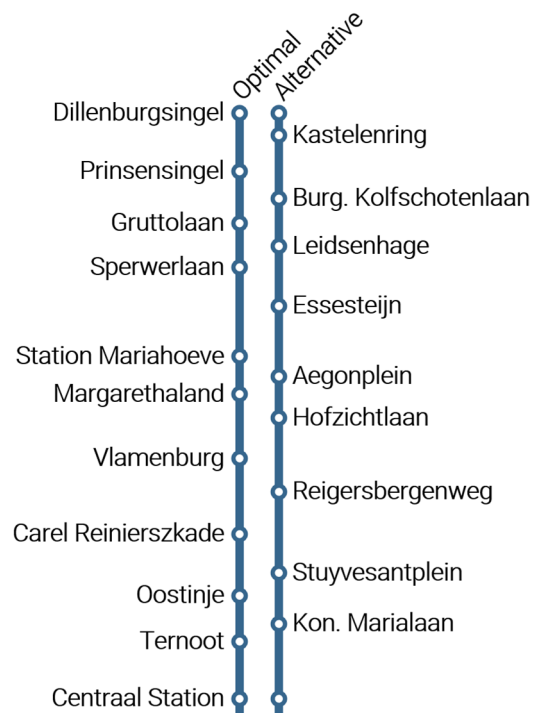 Optimal
Alternative
Dillenburgsingel
Kastelenring
Prinsensingel
Burg. Kolfschotenlaan
Gruttolaan
Leidsenhage
Sperwerlaan
Essesteijn
Station Mariahoeve
Aegonplein
Margarethaland
Hofzichtlaan
Vlamenburg
Reigersbergenweg
Carel Reinierszkade
Stuyvesantplein
Oostinje
Kon. Marialaan
Ternoot
Centraal Station